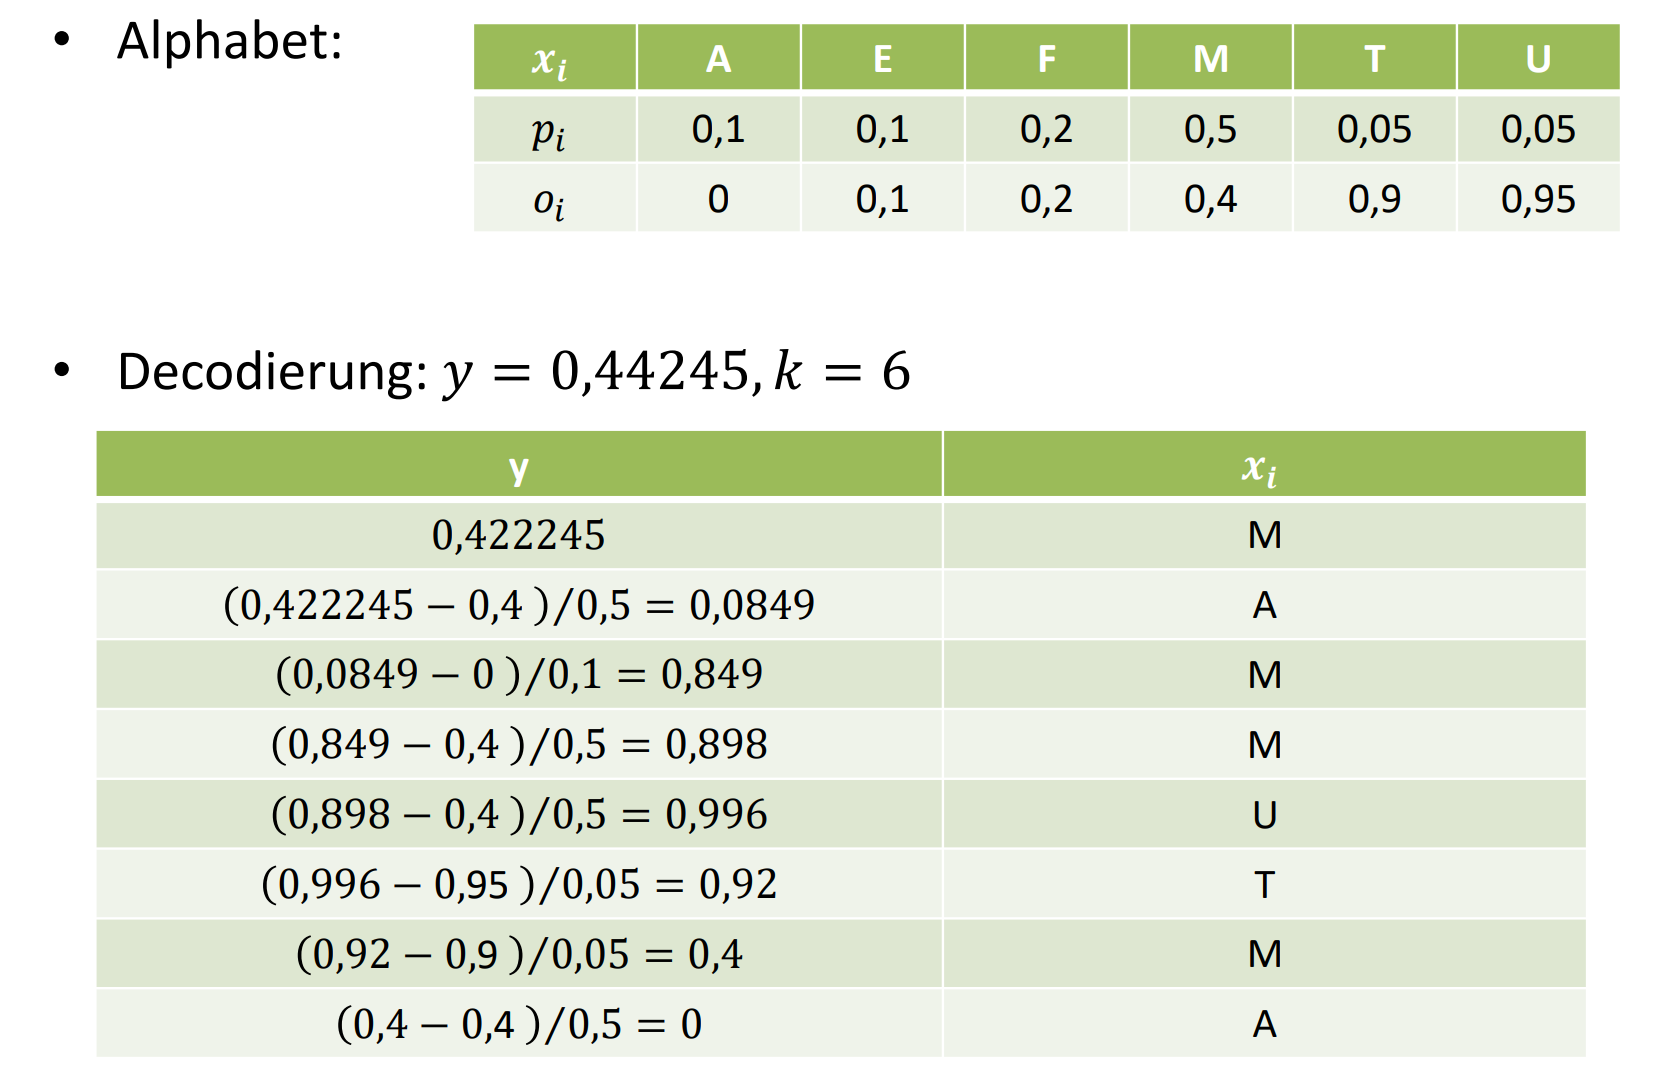 • Alphabet:
xᵢ A E F M T U
pᵢ 0,1 0,1 0,2 0,5 0,05 0,05
oᵢ 0 0,1 0,2 0,4 0,9 0,95
• Decodierung: y = 0,44245, k = 6
y xᵢ
0,422245 M
(0,422245 − 0,4 )/0,5 = 0,0849 A
(0,0849 − 0 )/0,1 = 0,849 M
(0,849 − 0,4 )/0,5 = 0,898 M
(0,898 − 0,4 )/0,5 = 0,996 U
(0,996 − 0,95 )/0,05 = 0,92 T
(0,92 − 0,9 )/0,05 = 0,4 M
(0,4 − 0,4 )/0,5 = 0 A